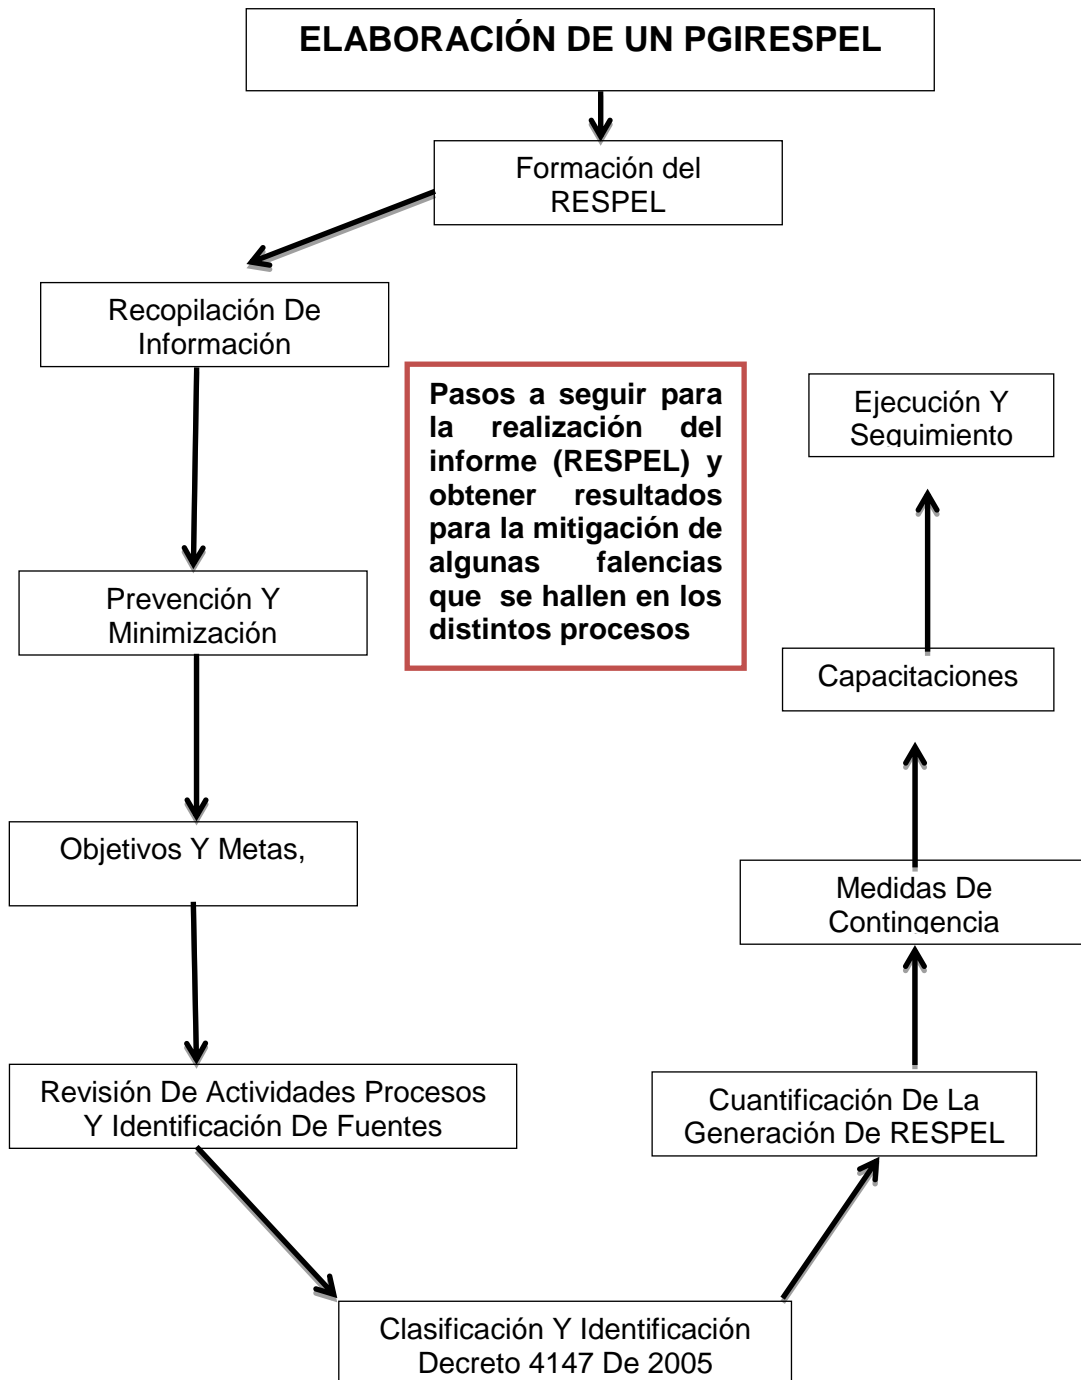 ELABORACIÓN DE UN PGIRESPEL
Formación del
RESPEL
Recopilación De
Información
Prevención Y
Minimización
Objetivos Y Metas,
Revisión De Actividades Procesos
Y Identificación De Fuentes
Clasificación Y Identificación
Decreto 4147 De 2005
Cuantificación De La
Generación De RESPEL
Medidas De
Contingencia
Capacitaciones
Ejecución Y
Seguimiento
Pasos a seguir para
la realización del
informe (RESPEL) y
obtener resultados
para la mitigación de
algunas falencias
que se hallen en los
distintos procesos